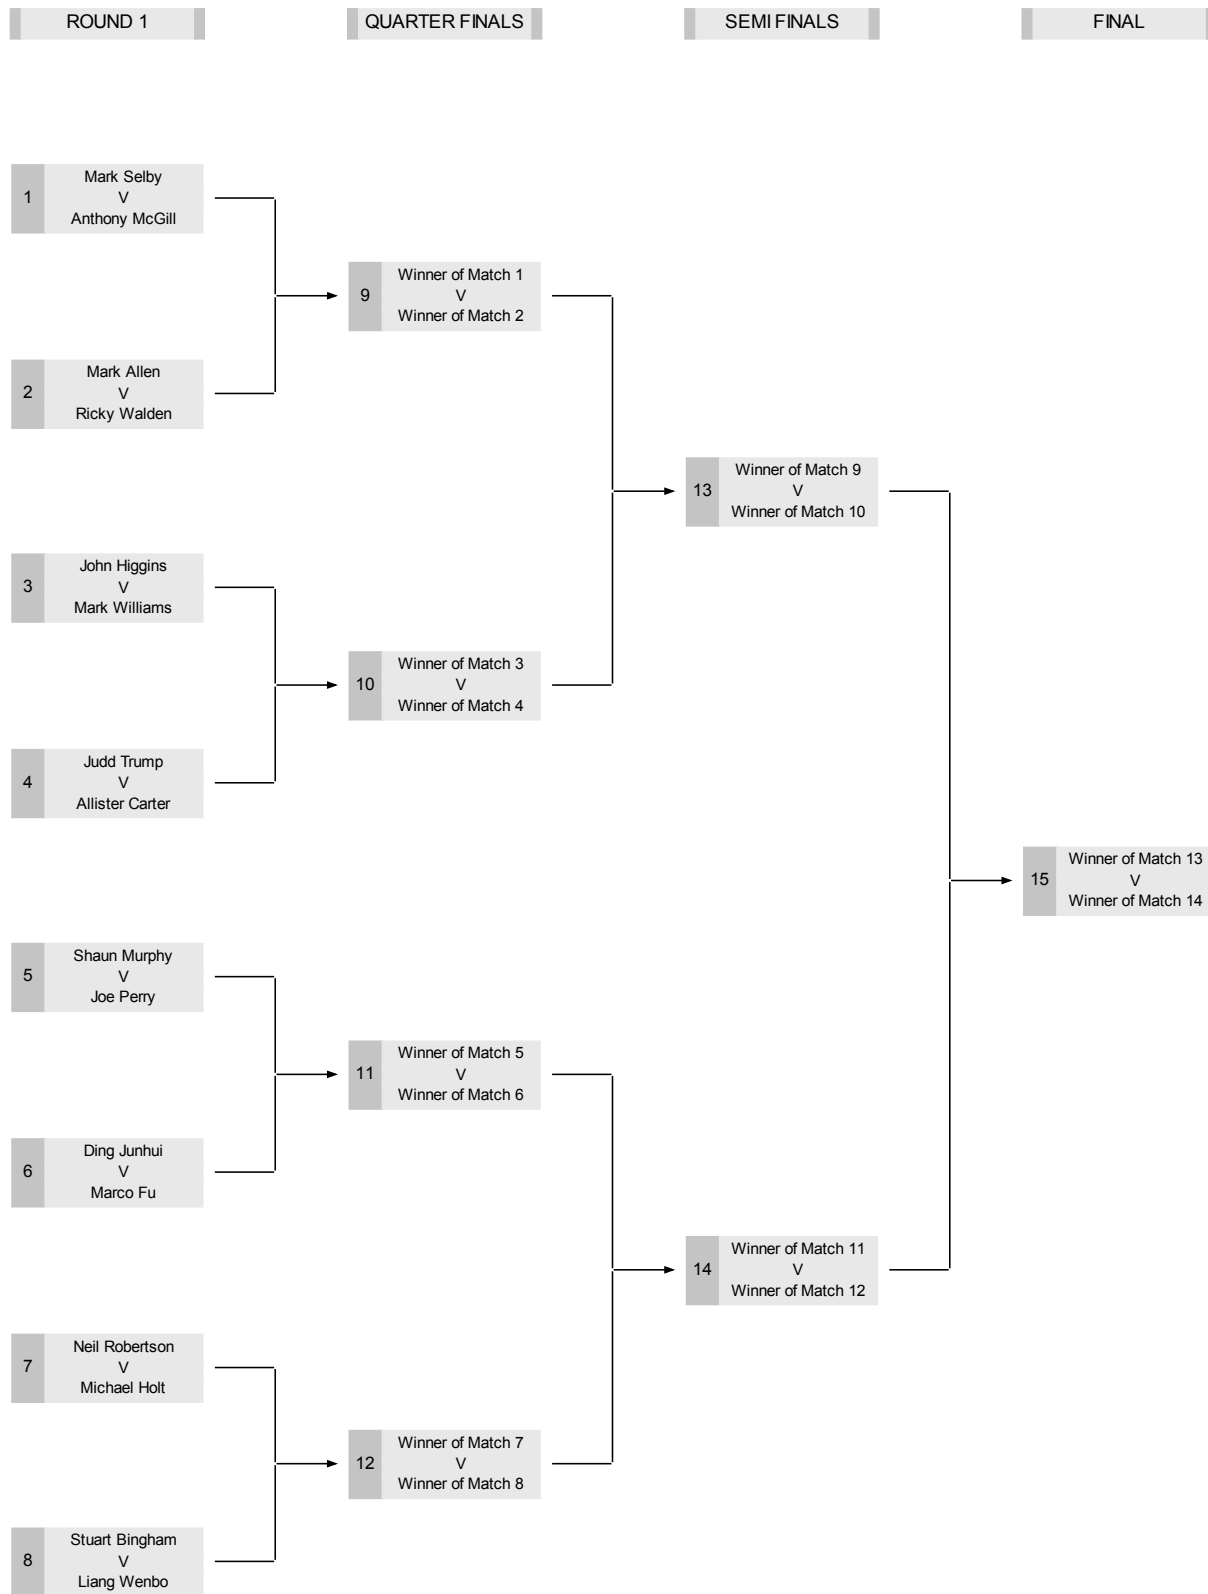 ROUND 1
QUARTER FINALS
SEMI FINALS
FINAL
1
Mark Selby
V
Anthony McGill
2
Mark Allen
V
Ricky Walden
3
John Higgins
V
Mark Williams
4
Judd Trump
V
Allister Carter
5
Shaun Murphy
V
Joe Perry
6
Ding Junhui
V
Marco Fu
7
Neil Robertson
V
Michael Holt
8
Stuart Bingham
V
Liang Wenbo
9
Winner of Match 1
V
Winner of Match 2
10
Winner of Match 3
V
Winner of Match 4
11
Winner of Match 5
V
Winner of Match 6
12
Winner of Match 7
V
Winner of Match 8
13
Winner of Match 9
V
Winner of Match 10
14
Winner of Match 11
V
Winner of Match 12
15
Winner of Match 13
V
Winner of Match 14